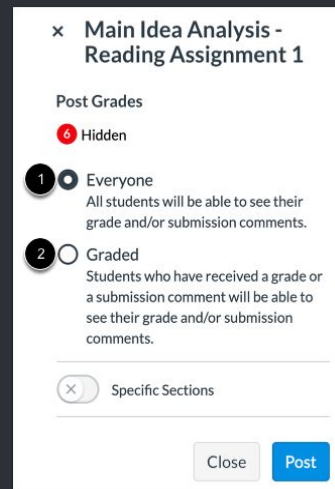 × Main Idea Analysis -
Reading Assignment 1
Post Grades
6 Hidden
1 Everyone
All students will be able to see their
grade and/or submission comments.
2 Graded
Students who have received a grade or
a submission comment will be able to
see their grade and/or submission
comments.
Specific Sections
Close Post